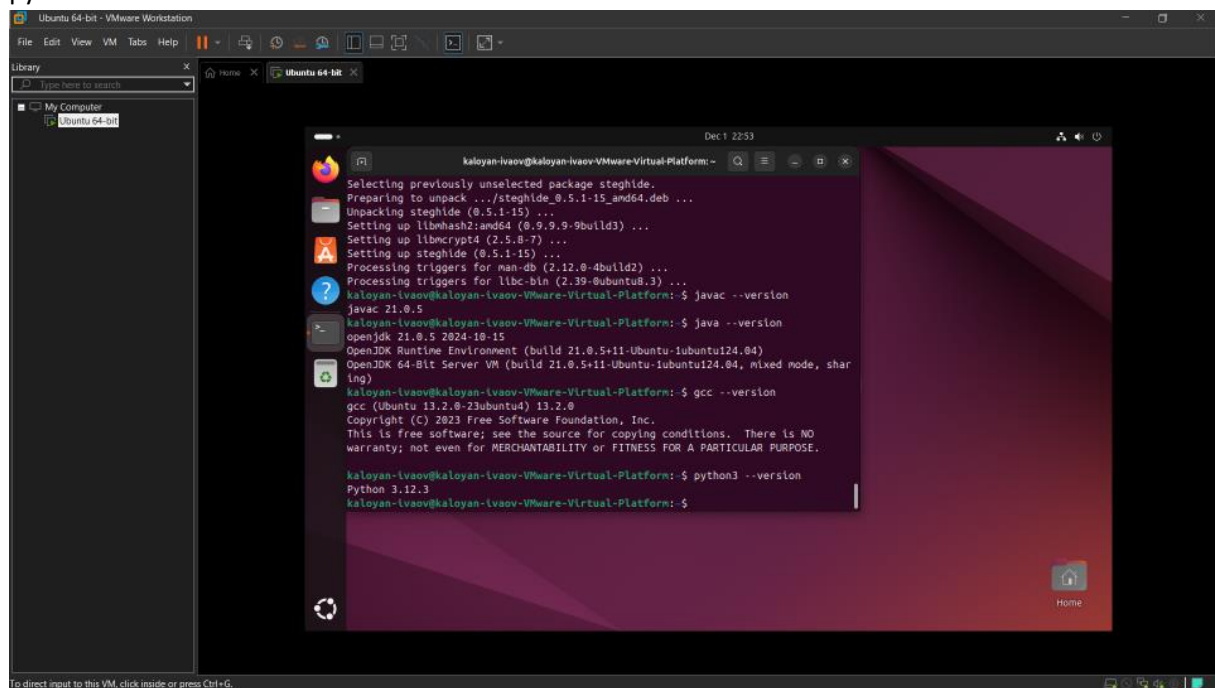 Ubuntu 64-bit - VMware Workstation
File Edit View VM Tabs Help
Library
Home
Ubuntu 64-bit
Type here to search
My Computer
Ubuntu 64-bit
Dec 1 22:53
kaloyan-ivaov@kaloyan-ivaov-VMware-Virtual-Platform: ~
Selecting previously unselected package steghide.
Preparing to unpack .../steghide_0.5.1-15_amd64.deb ...
Unpacking steghide (0.5.1-15) ...
Setting up libmhash2:amd64 (0.9.9.9-9build3) ...
Setting up libmcrypt4 (2.5.8-7) ...
Setting up steghide (0.5.1-15) ...
Processing triggers for man-db (2.12.0-4build2) ...
Processing triggers for libc-bin (2.39-0ubuntu8.3) ...
kaloyan-ivaov@kaloyan-ivaov-VMware-Virtual-Platform:~$ javac --version
javac 21.0.5
kaloyan-ivaov@kaloyan-ivaov-VMware-Virtual-Platform:~$ java --version
openjdk 21.0.5 2024-10-15
OpenJDK Runtime Environment (build 21.0.5+11-Ubuntu-1ubuntu124.04)
OpenJDK 64-Bit Server VM (build 21.0.5+11-Ubuntu-1ubuntu124.04, mixed mode, shar
ing)
kaloyan-ivaov@kaloyan-ivaov-VMware-Virtual-Platform:~$ gcc --version
gcc (Ubuntu 13.2.0-23ubuntu4) 13.2.0
Copyright (C) 2023 Free Software Foundation, Inc.
This is free software; see the source for copying conditions.  There is NO
warranty; not even for MERCHANTABILITY or FITNESS FOR A PARTICULAR PURPOSE.
kaloyan-ivaov@kaloyan-ivaov-VMware-Virtual-Platform:~$ python3 --version
Python 3.12.3
kaloyan-ivaov@kaloyan-ivaov-VMware-Virtual-Platform:~$
Home
To direct input to this VM, click inside or press Ctrl+G.